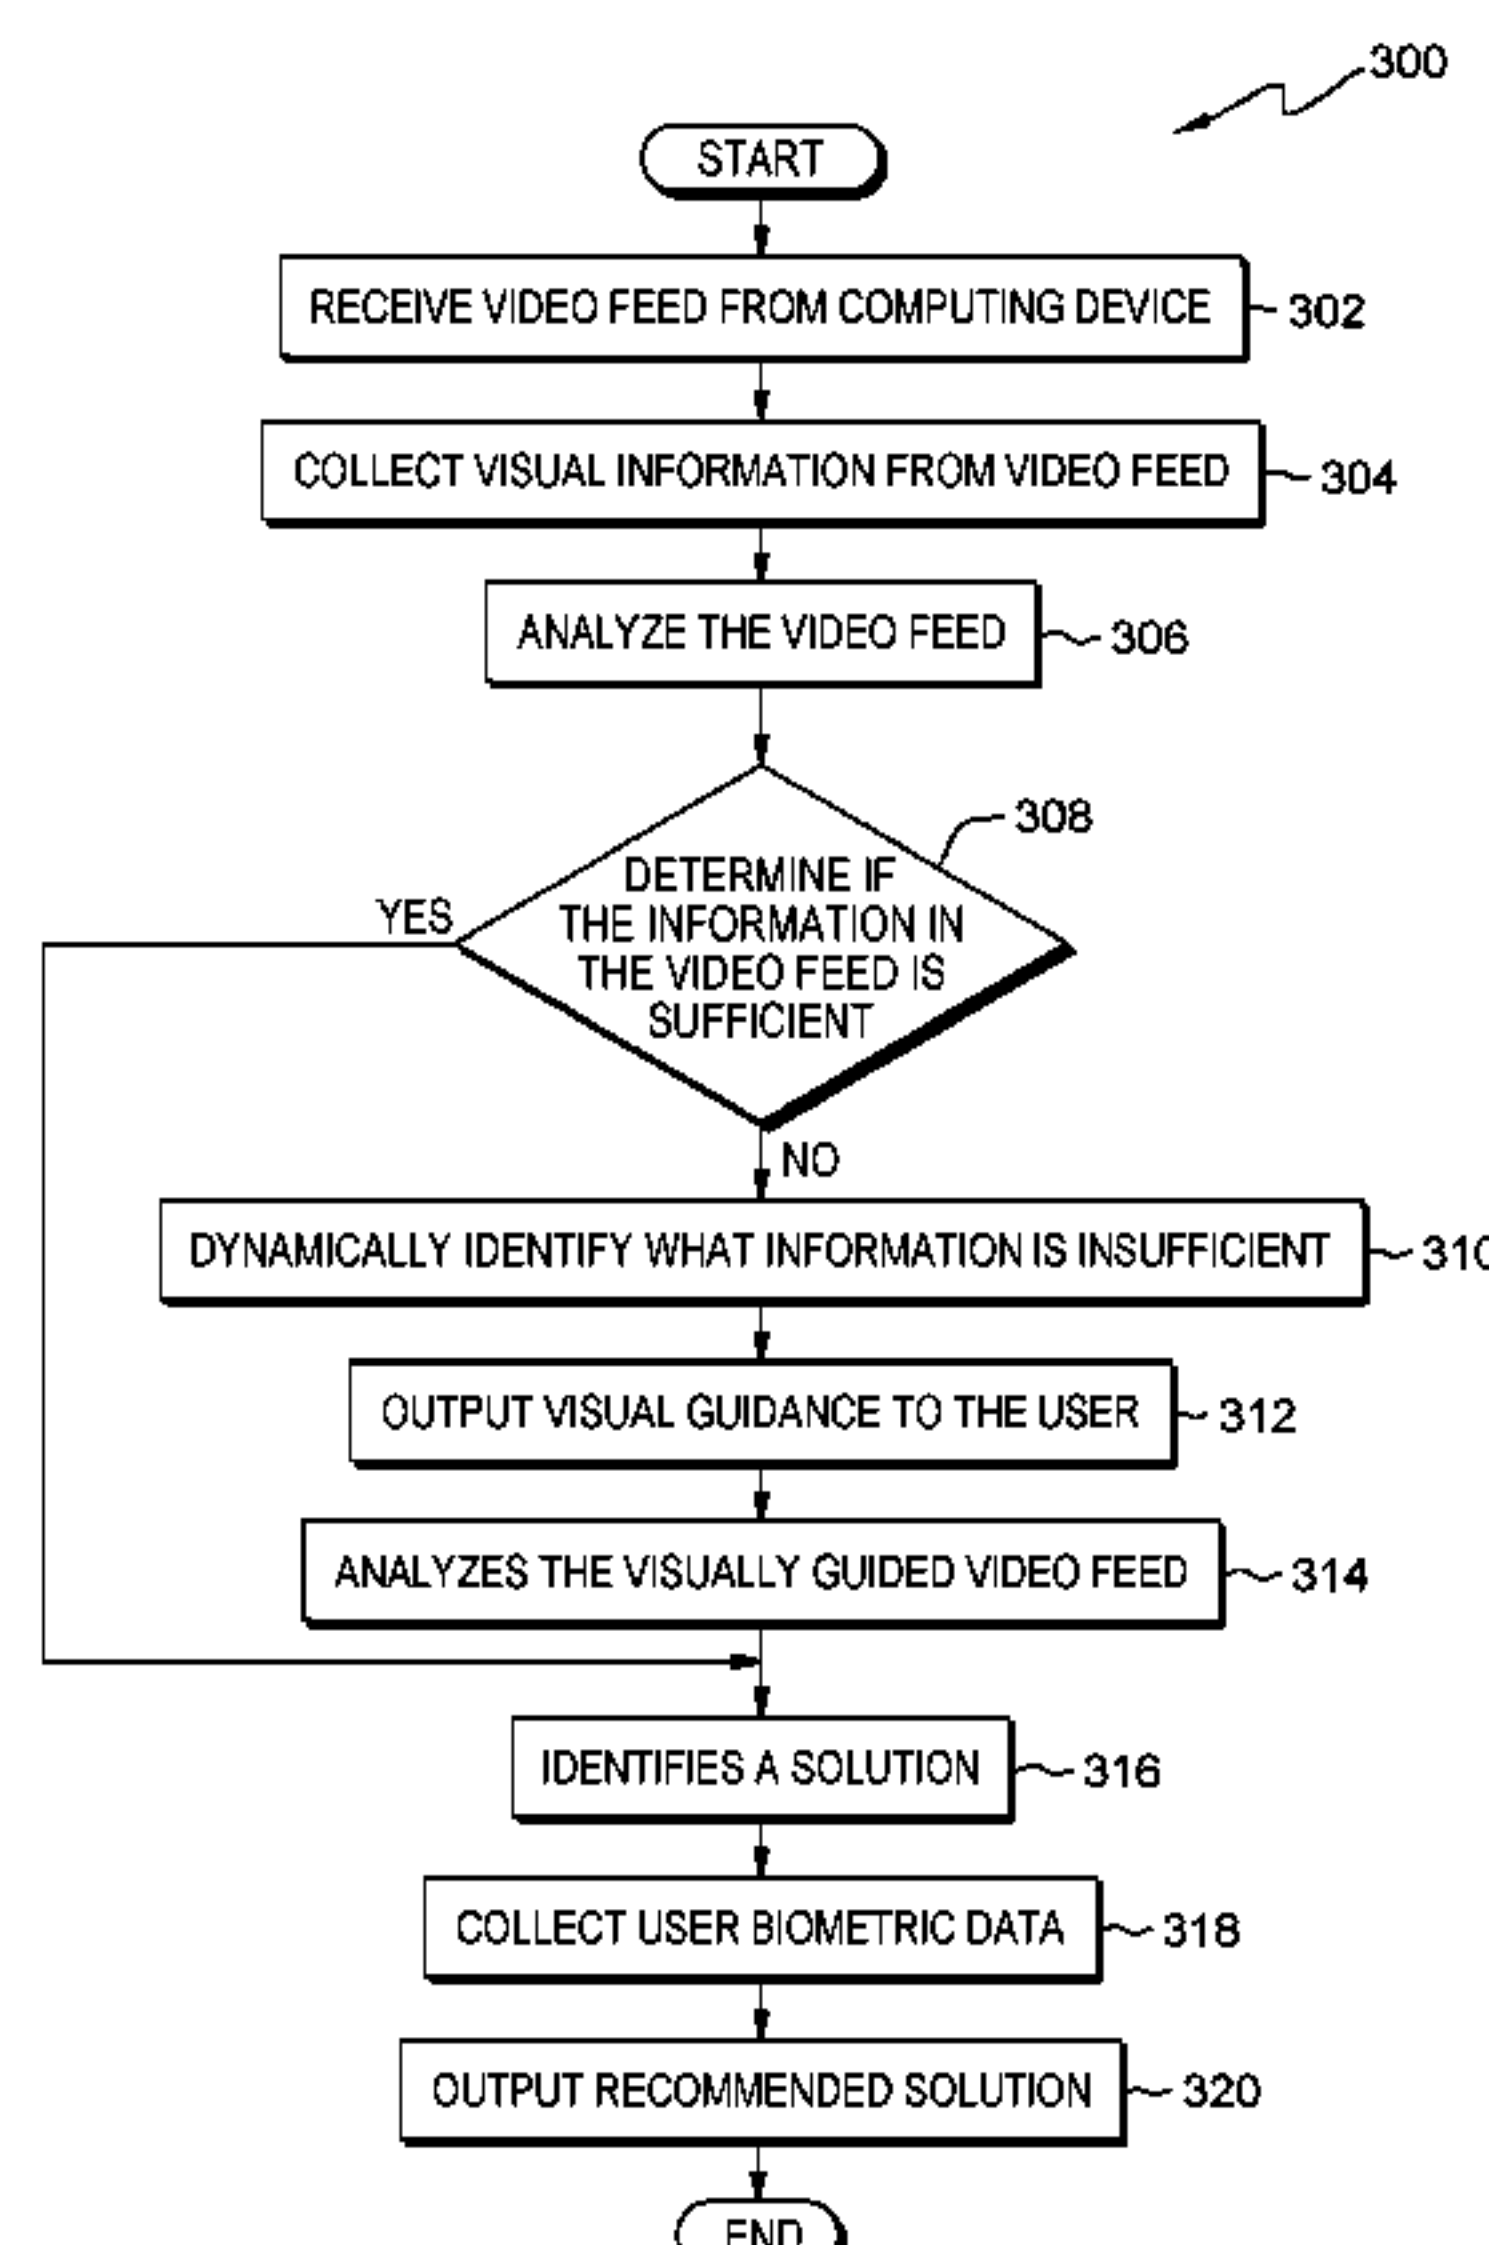 300
START
RECEIVE VIDEO FEED FROM COMPUTING DEVICE
302
COLLECT VISUAL INFORMATION FROM VIDEO FEED
304
ANALYZE THE VIDEO FEED
306
308
DETERMINE IF
THE INFORMATION IN
THE VIDEO FEED IS
SUFFICIENT
YES
NO
DYNAMICALLY IDENTIFY WHAT INFORMATION IS INSUFFICIENT
310
OUTPUT VISUAL GUIDANCE TO THE USER
312
ANALYZES THE VISUALLY GUIDED VIDEO FEED
314
IDENTIFIES A SOLUTION
316
COLLECT USER BIOMETRIC DATA
318
OUTPUT RECOMMENDED SOLUTION
320
END